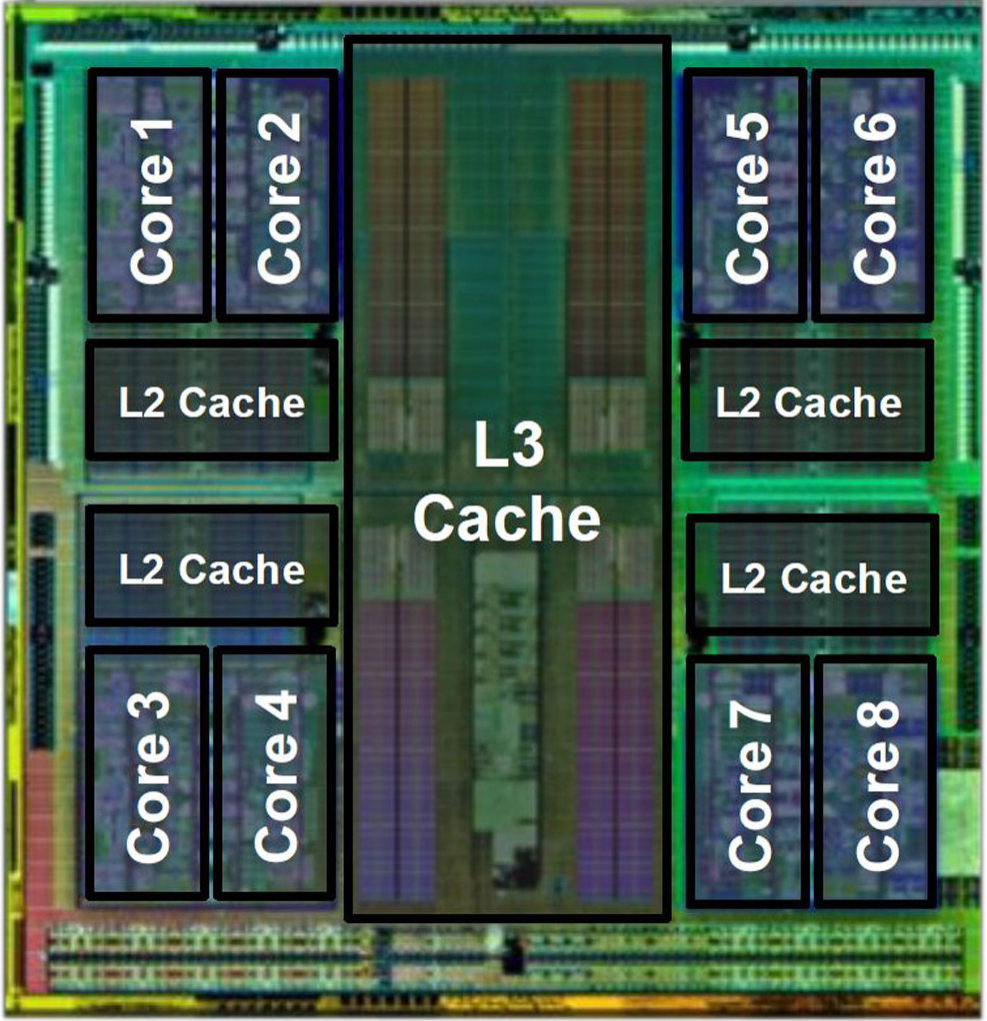 Core 1
Core 2
Core 5
Core 6
L2 Cache
L2 Cache
L3
Cache
L2 Cache
L2 Cache
Core 3
Core 4
Core 7
Core 8